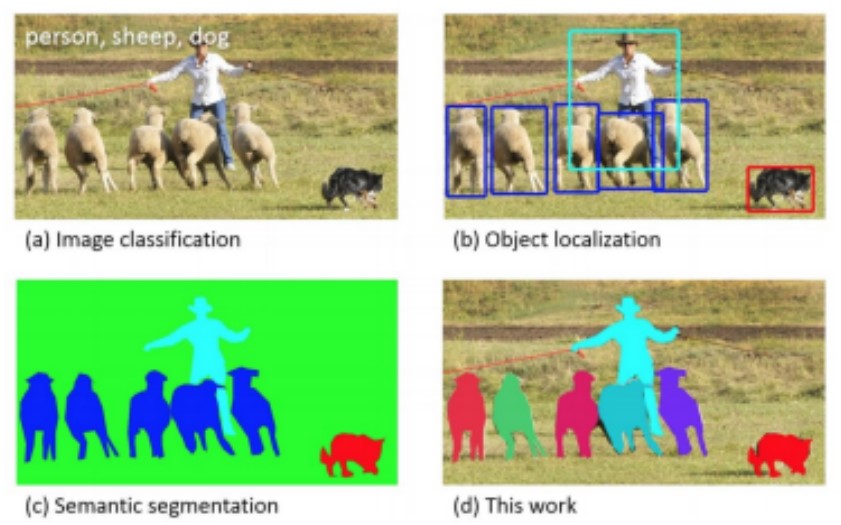 person, sheep, dog
(a) Image classification
(b) Object localization
(c) Semantic segmentation
(d) This work